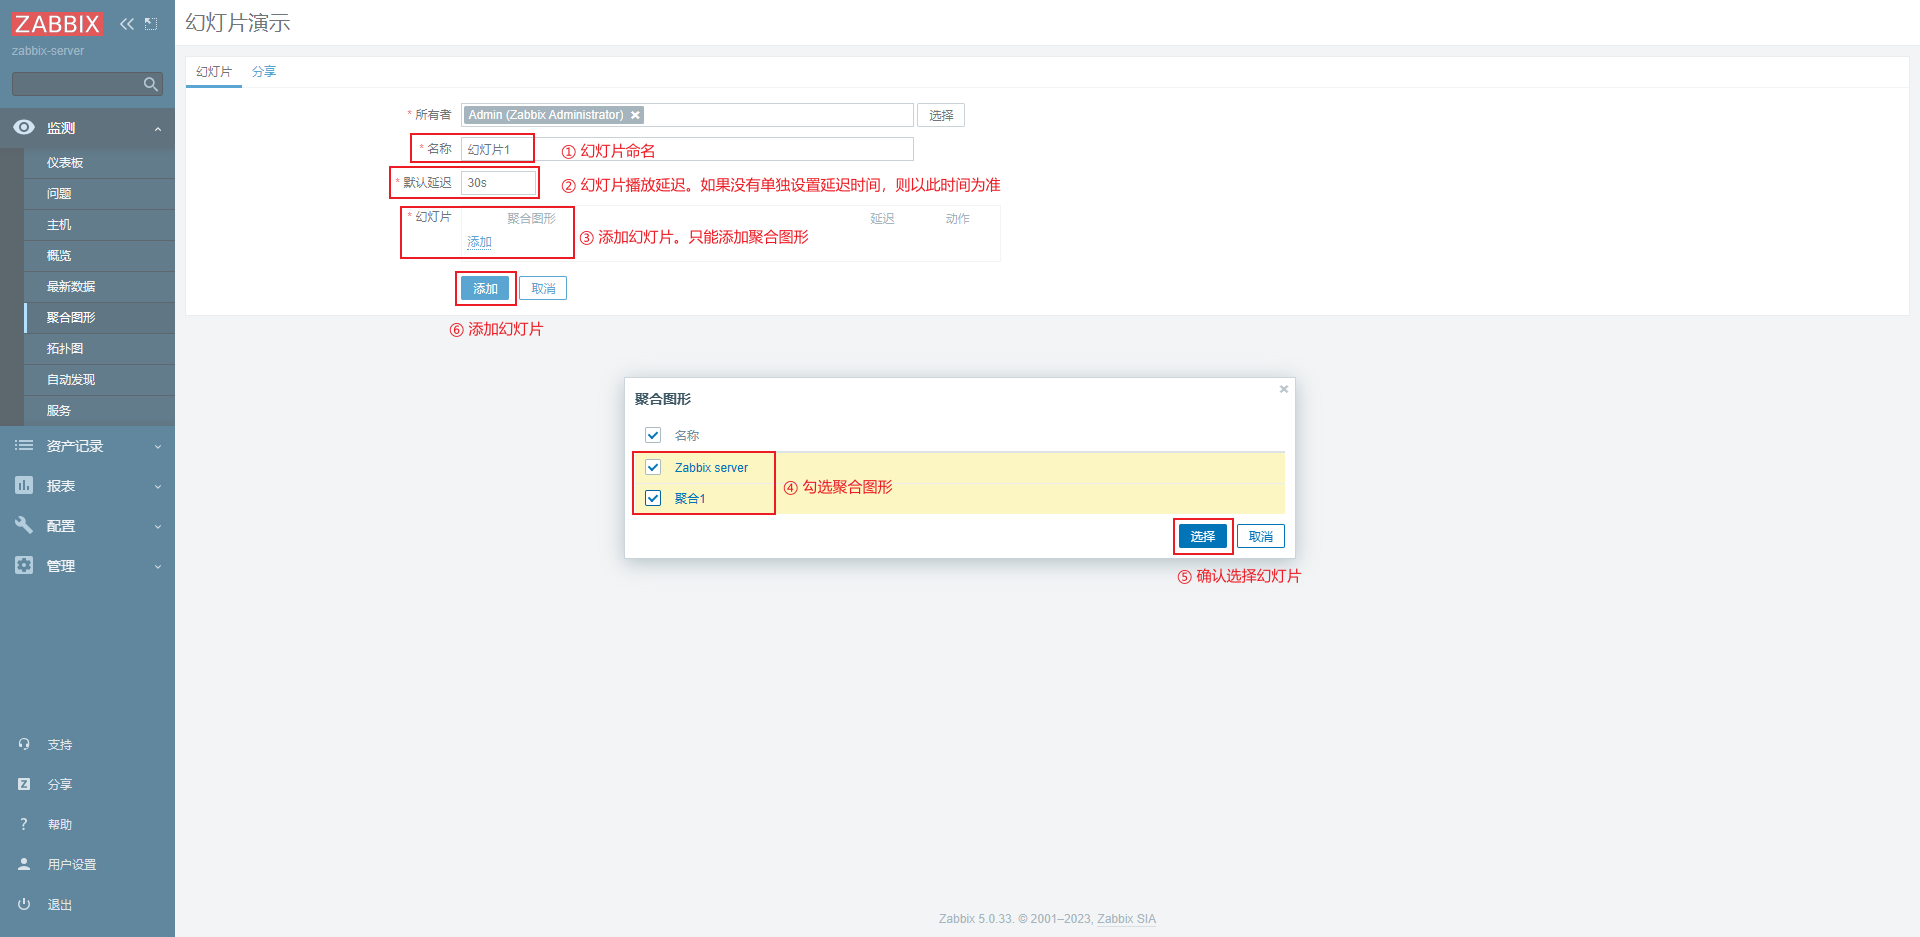 ZABBIX
zabbix-server
监测
仪表板
问题
主机
概览
最新数据
聚合图形
拓扑图
自动发现
服务
资产记录
报表
配置
管理
支持
Z 分享
? 帮助
用户设置
退出
幻灯片演示
幻灯片 分享
* 所有者 Admin (Zabbix Administrator) 选择
* 名称 幻灯片1 ① 幻灯片命名
* 默认延迟 30s ② 幻灯片播放延迟。如果没有单独设置延迟时间，则以此时间为准
* 幻灯片 聚合图形 延迟 动作
添加 ③ 添加幻灯片。只能添加聚合图形
添加 取消
⑥ 添加幻灯片
聚合图形
名称
Zabbix server
聚合1
④ 勾选聚合图形
选择 取消
⑤ 确认选择幻灯片
Zabbix 5.0.33. © 2001–2023, Zabbix SIA